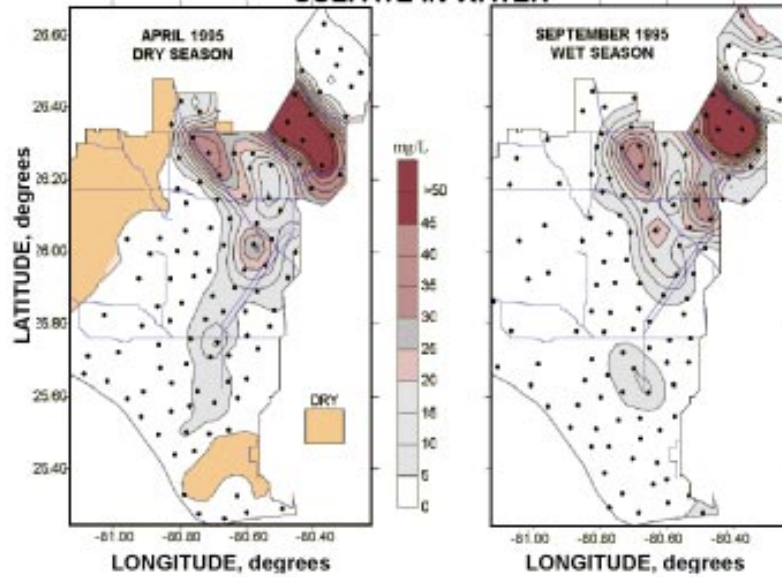 APRIL 1995
DRY SEASON
SEPTEMBER 1995
WET SEASON
26.60
26.40
26.20
26.00
25.80
25.60
25.40
LATITUDE, degrees
mg/L
>50
45
40
35
30
25
20
15
10
5
0
DRY
-81.00 -80.80 -80.60 -80.40
-81.00 -80.80 -80.60 -80.40
LONGITUDE, degrees
LONGITUDE, degrees